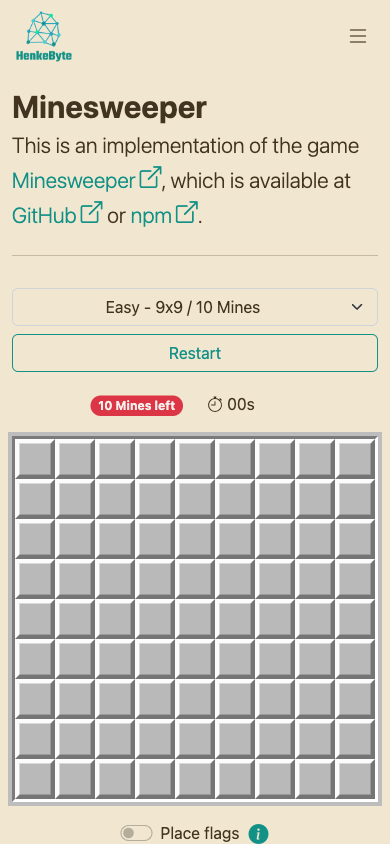 HenkeByte
Minesweeper
This is an implementation of the game
Minesweeper, which is available at
GitHub or npm.
Easy - 9x9 / 10 Mines
Restart
10 Mines left 00s
Place flags i